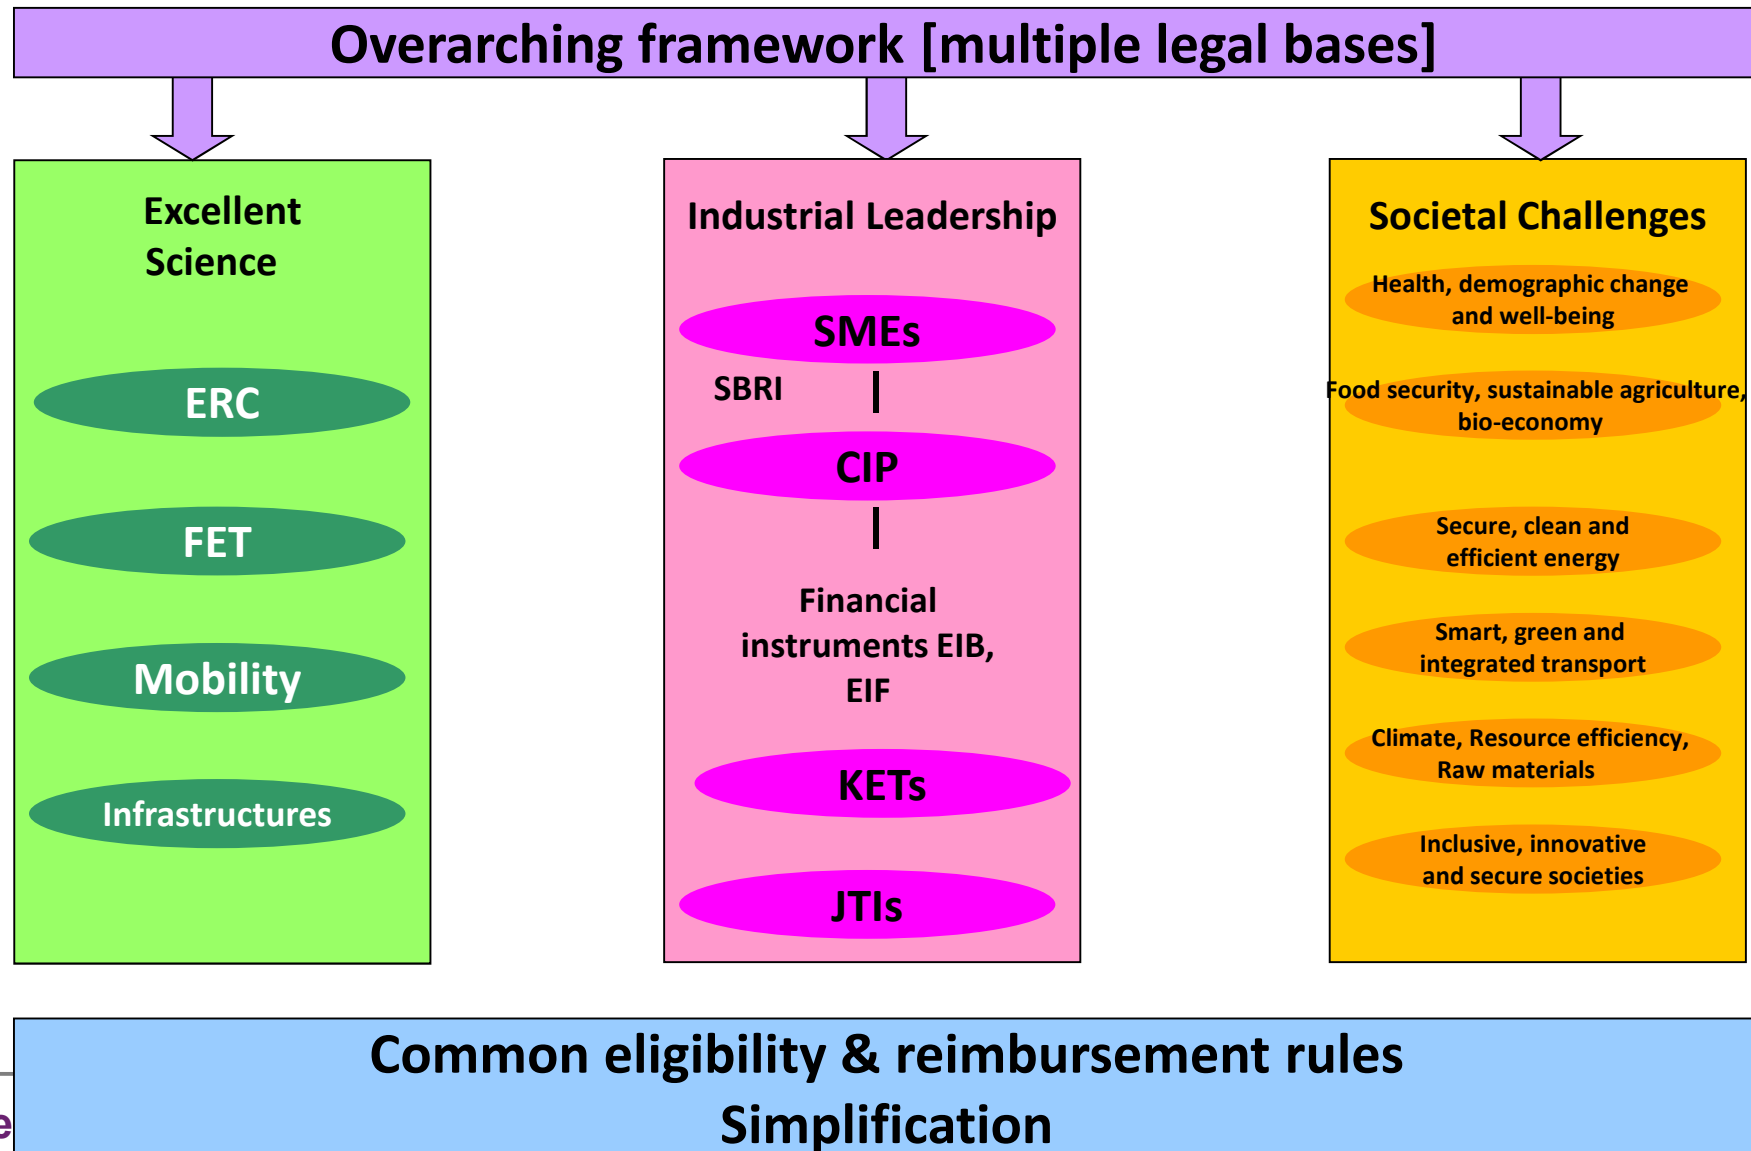 Overarching framework [multiple legal bases]
Excellent
Science
ERC
FET
Mobility
Infrastructures
Industrial Leadership
SMEs
SBRI
CIP
Financial
instruments EIB,
EIF
KETs
JTIs
Societal Challenges
Health, demographic change
and well-being
Food security, sustainable agriculture,
bio-economy
Secure, clean and
efficient energy
Smart, green and
integrated transport
Climate, Resource efficiency,
Raw materials
Inclusive, innovative
and secure societies
Common eligibility & reimbursement rules
Simplification